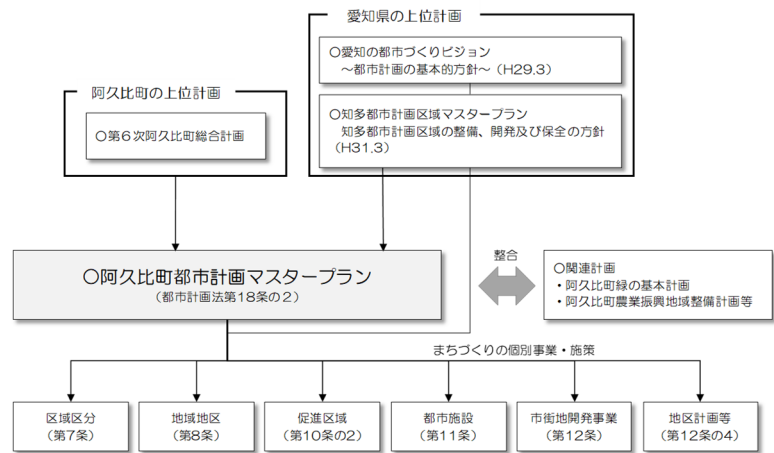 愛知県の上位計画
○愛知の都市づくりビジョン
～都市計画の基本的方針～（H29.3）
○知多都市計画区域マスタープラン
知多都市計画区域の整備、開発及び保全の方針
（H31.3）
阿久比町の上位計画
○第6次阿久比町総合計画
○阿久比町都市計画マスタープラン
（都市計画法第18条の2）
整合
○関連計画
・阿久比町緑の基本計画
・阿久比町農業振興地域整備計画等
まちづくりの個別事業・施策
区域区分
（第7条）
地域地区
（第8条）
促進区域
（第10条の2）
都市施設
（第11条）
市街地開発事業
（第12条）
地区計画等
（第12条の4）